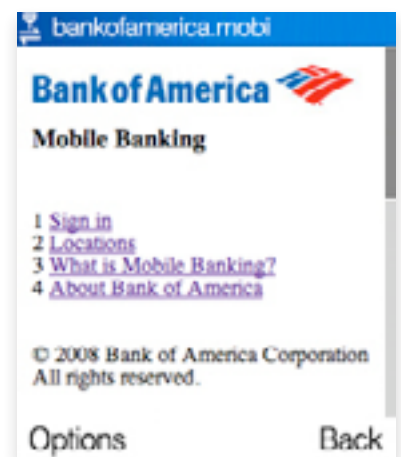 bankofamerica.mobi
Bank of America
Mobile Banking
1 Sign in
2 Locations
3 What is Mobile Banking?
4 About Bank of America
© 2008 Bank of America Corporation
All rights reserved.
Options Back